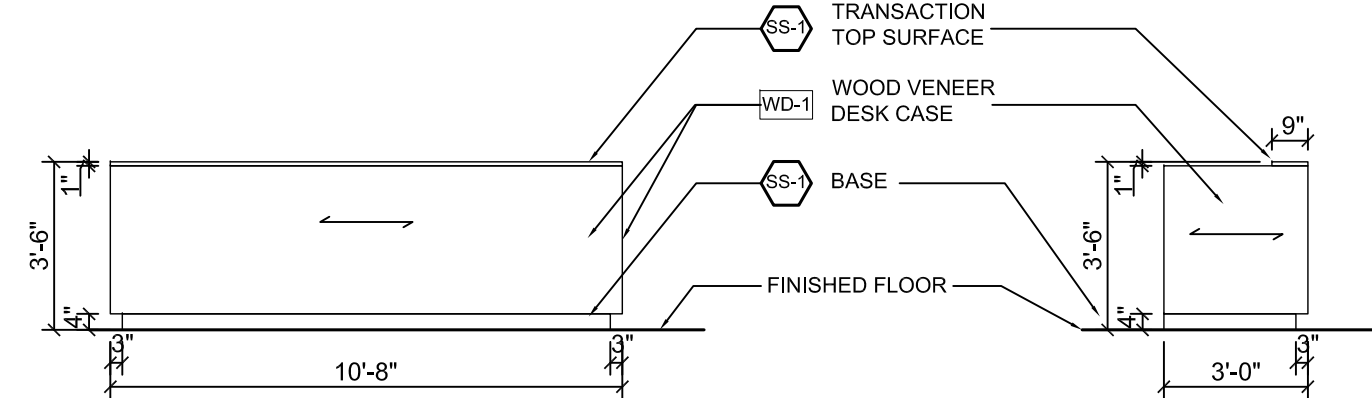 SS-1
TRANSACTION
TOP SURFACE
WD-1
WOOD VENEER
DESK CASE
9"
1"
SS-1
BASE
1"
3'-6"
3'-6"
FINISHED FLOOR
4"
4"
3"
3"
3"
10'-8"
3'-0"